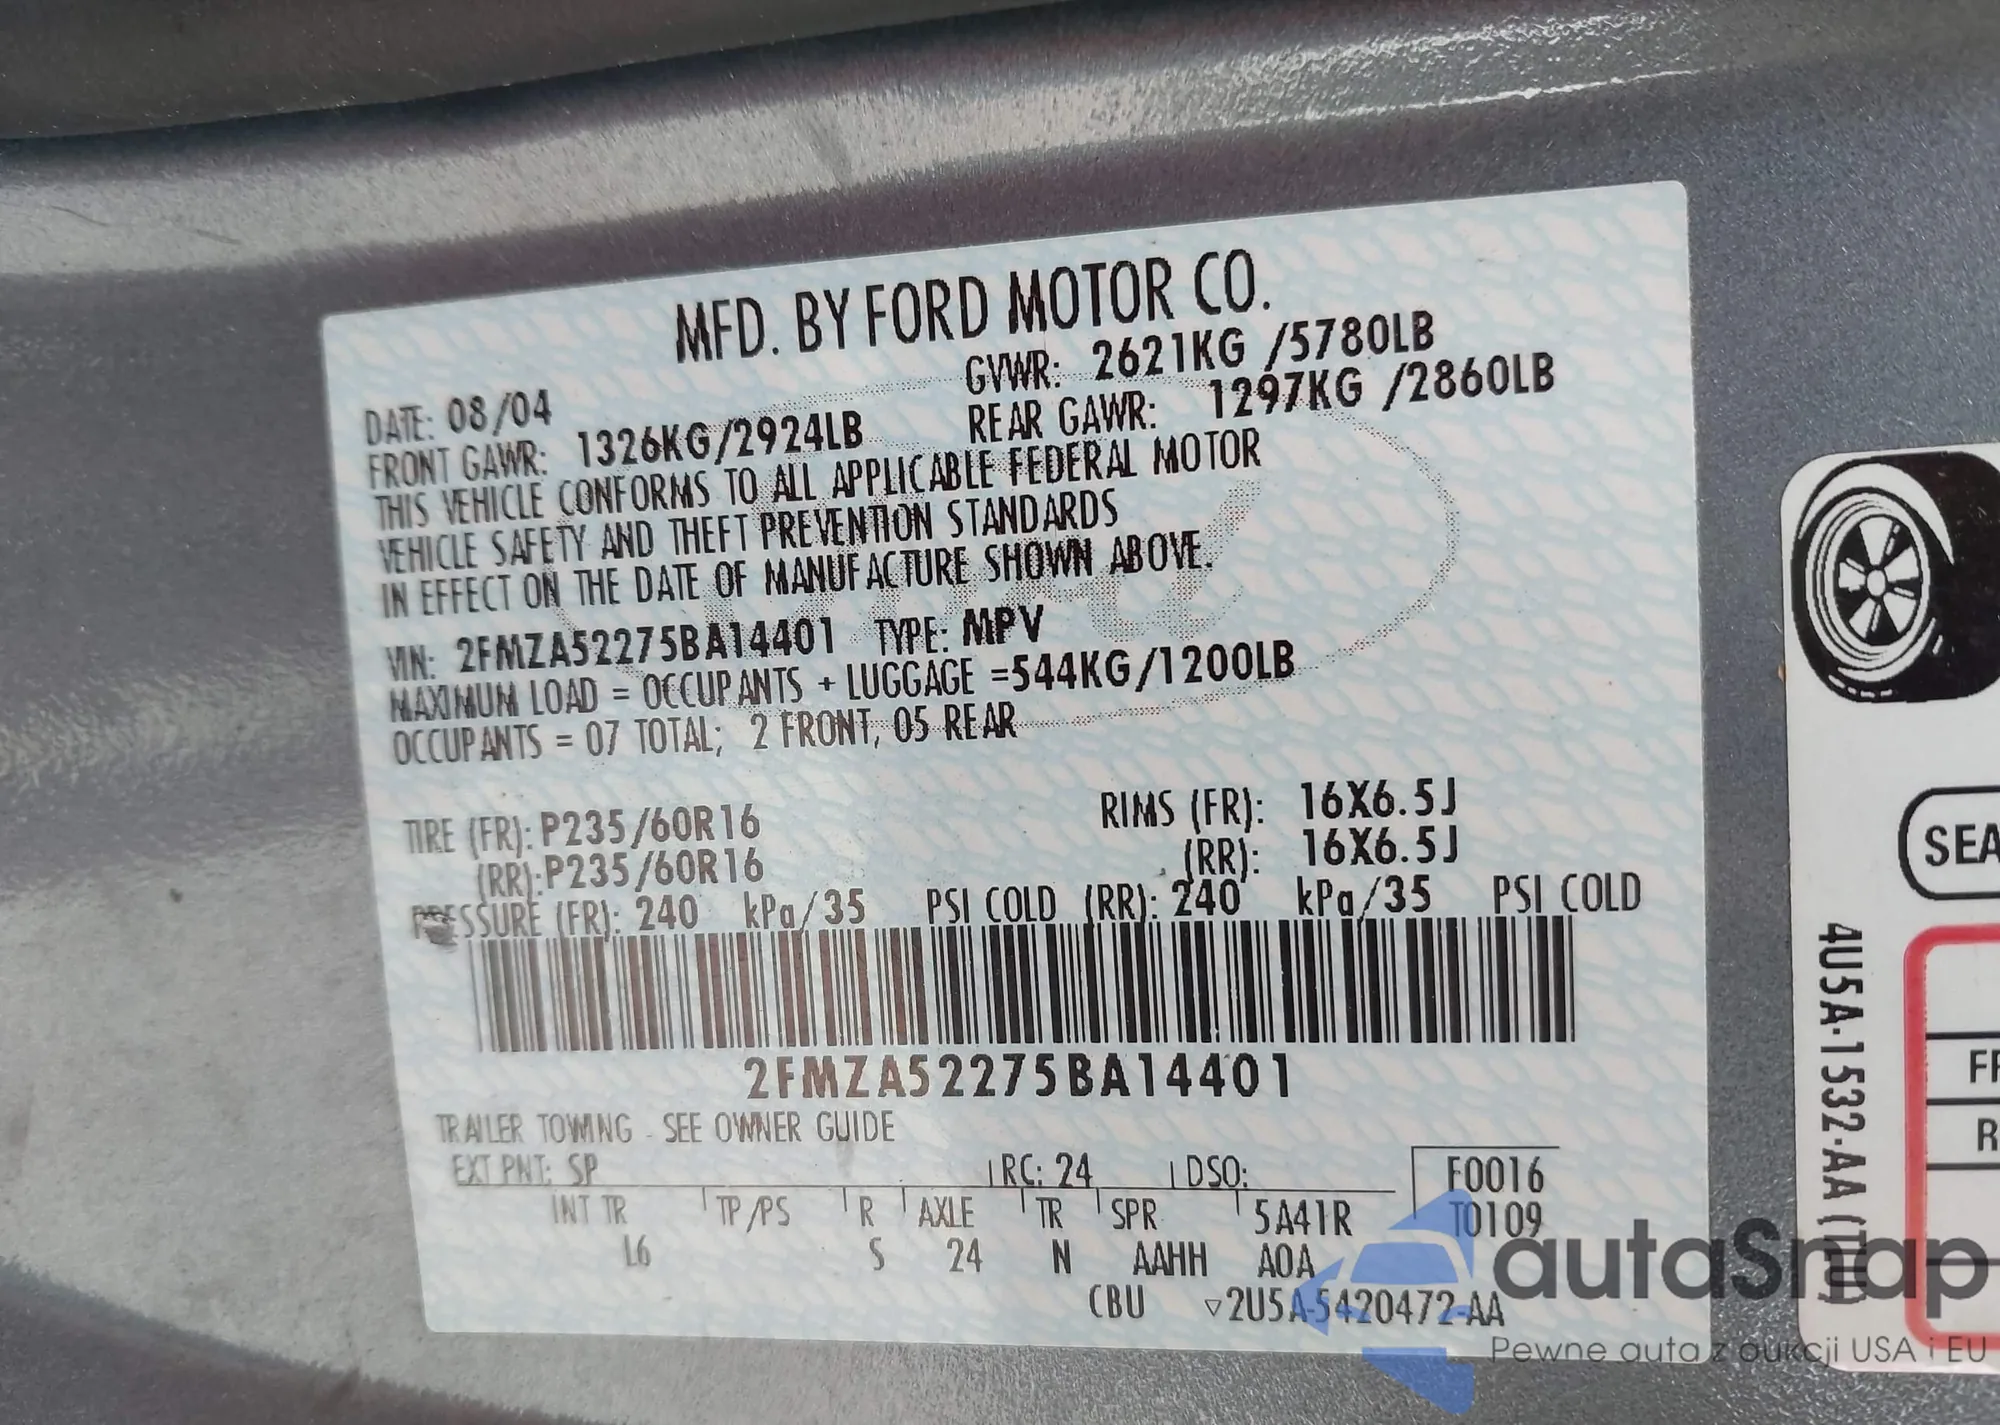 MFD. BY FORD MOTOR CO.
DATE: 08/04 GVWR: 2621KG /5780LB
FRONT GAWR: 1326KG/2924LB REAR GAWR: 1297KG /2860LB
THIS VEHICLE CONFORMS TO ALL APPLICABLE FEDERAL MOTOR
VEHICLE SAFETY AND THEFT PREVENTION STANDARDS
IN EFFECT ON THE DATE OF MANUFACTURE SHOWN ABOVE.
VIN: 2FMZA52275BA14401 TYPE: MPV
MAXIMUM LOAD = OCCUPANTS + LUGGAGE =544KG/1200LB
OCCUPANTS = 07 TOTAL; 2 FRONT, 05 REAR
TIRE (FR): P235/60R16 RIMS (FR): 16X6.5J
(RR): P235/60R16 (RR): 16X6.5J
PRESSURE (FR): 240 kPa/35 PSI COLD (RR): 240 kPa/35 PSI COLD
2FMZA52275BA14401
TRAILER TOWING - SEE OWNER GUIDE
EXT PNT: SP RC: 24 DSO: F0016
INT TR TP/PS R AXLE TR SPR 5A41R T0109
L6 S 24 N AAHH A0A
CBU ▽2U5A-5420472-AA
SEA
4U5A-1532-AA (TDU)
FR
R
autaSnap
Pewne auta z aukcji USA i EU